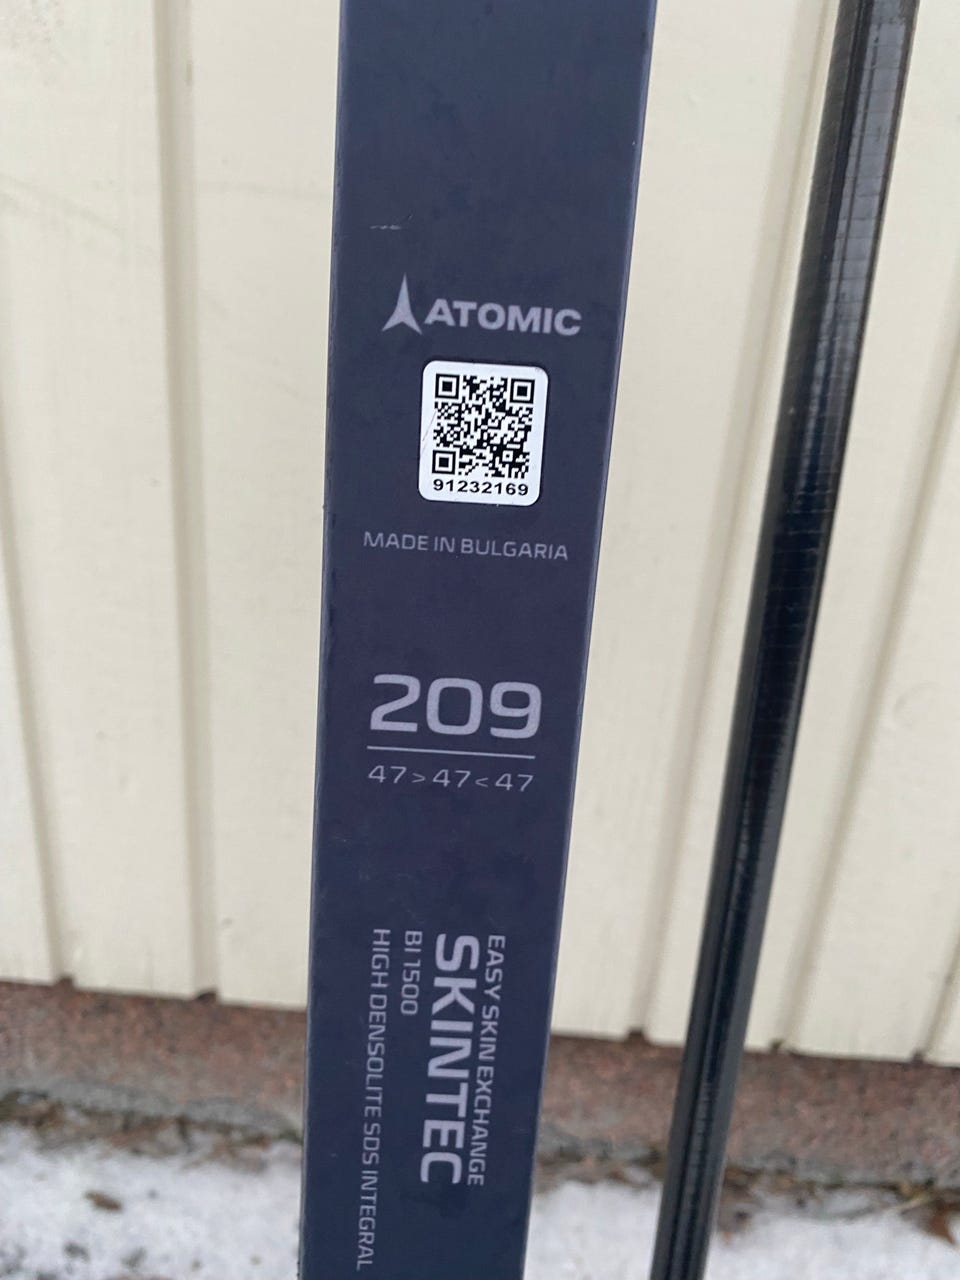 ATOMIC
91232169
MADE IN BULGARIA
209
47>47<47
EASY SKIN EXCHANGE
SKINTEC
BI 1500
HIGH DENSOLITE SDS INTEGRAL